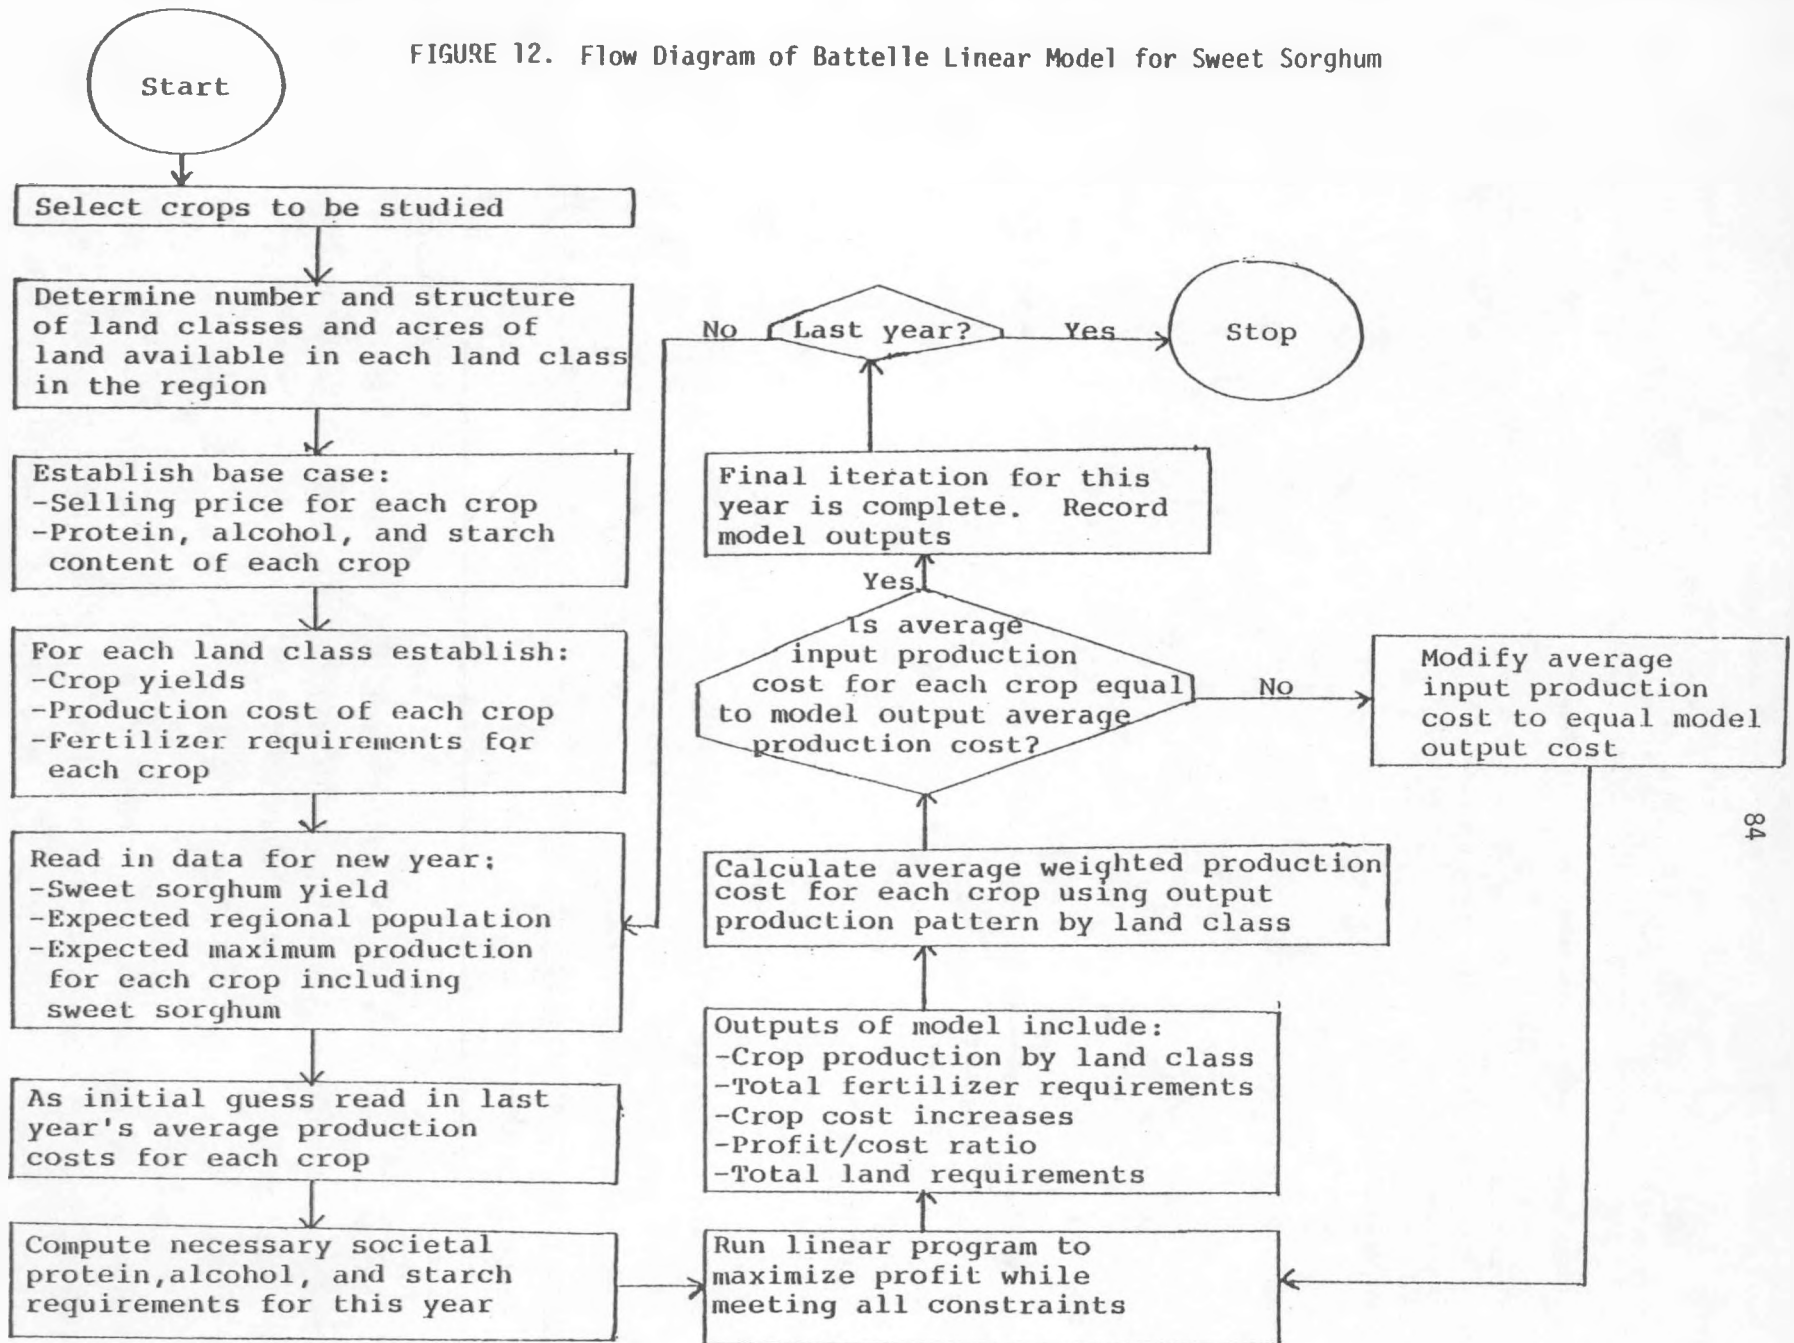 FIGURE 12. Flow Diagram of Battelle Linear Model for Sweet Sorghum
Start
Select crops to be studied
Determine number and structure
of land classes and acres of
land available in each land class
in the region
Establish base case:
-Selling price for each crop
-Protein, alcohol, and starch
content of each crop
For each land class establish:
-Crop yields
-Production cost of each crop
-Fertilizer requirements for
each crop
Read in data for new year:
-Sweet sorghum yield
-Expected regional population
-Expected maximum production
for each crop including
sweet sorghum
As initial guess read in last
year's average production
costs for each crop
Compute necessary societal
protein,alcohol, and starch
requirements for this year
Run linear program to
maximize profit while
meeting all constraints
Outputs of model include:
-Crop production by land class
-Total fertilizer requirements
-Crop cost increases
-Profit/cost ratio
-Total land requirements
Calculate average weighted production
cost for each crop using output
production pattern by land class
Is average
input production
cost for each crop equal
to model output average
production cost?
No
Modify average
input production
cost to equal model
output cost
Yes
Final iteration for this
year is complete. Record
model outputs
Last year?
No
Yes
Stop
84